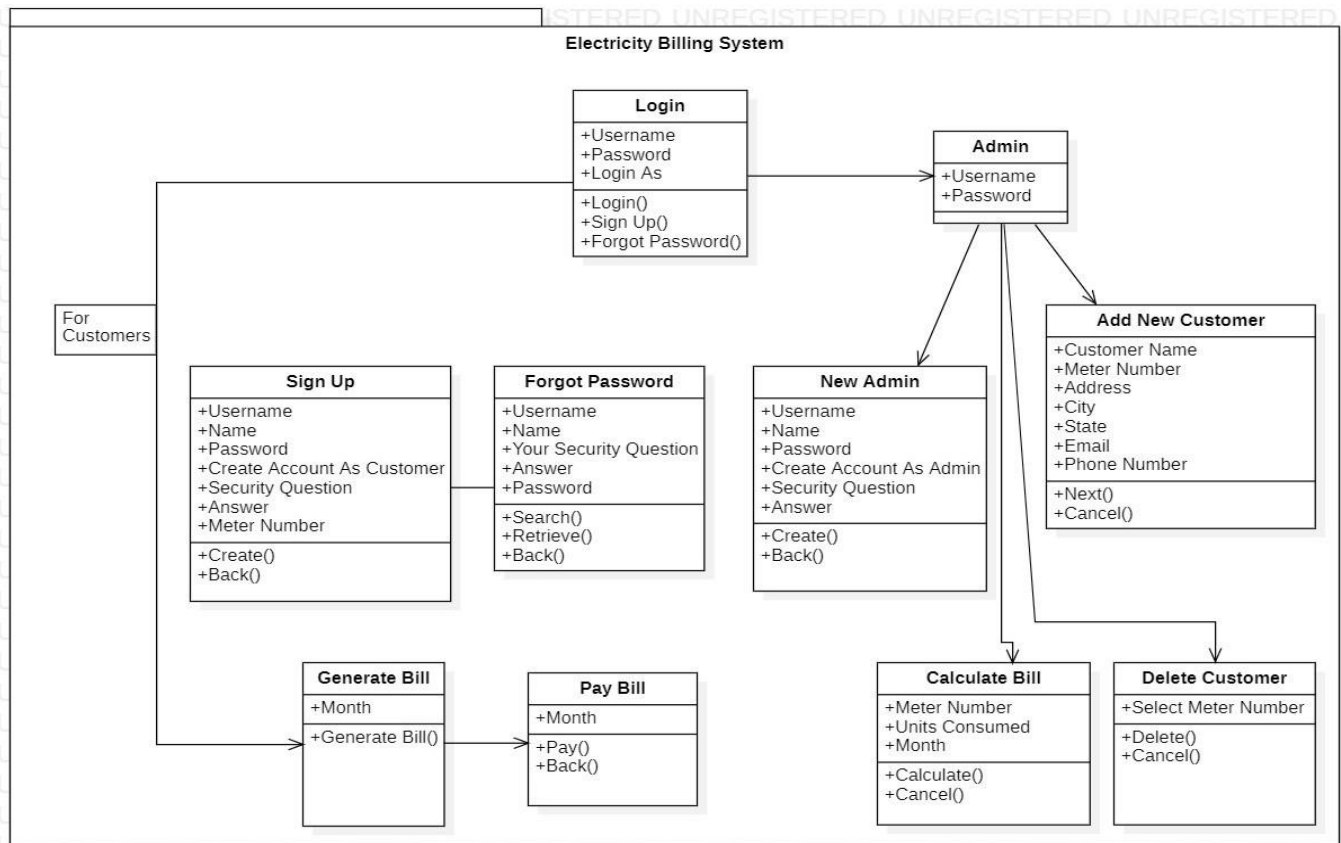 ISTERED UNREGISTERED UNREGISTERED UNREGISTERED
Electricity Billing System
Login
+Username
+Password
+Login As
+Login()
+Sign Up()
+Forgot Password()
Admin
+Username
+Password
For
Customers
Sign Up
+Username
+Name
+Password
+Create Account As Customer
+Security Question
+Answer
+Meter Number
+Create()
+Back()
Forgot Password
+Username
+Name
+Your Security Question
+Answer
+Password
+Search()
+Retrieve()
+Back()
New Admin
+Username
+Name
+Password
+Create Account As Admin
+Security Question
+Answer
+Create()
+Back()
Add New Customer
+Customer Name
+Meter Number
+Address
+City
+State
+Email
+Phone Number
+Next()
+Cancel()
Generate Bill
+Month
+Generate Bill()
Pay Bill
+Month
+Pay()
+Back()
Calculate Bill
+Meter Number
+Units Consumed
+Month
+Calculate()
+Cancel()
Delete Customer
+Select Meter Number
+Delete()
+Cancel()